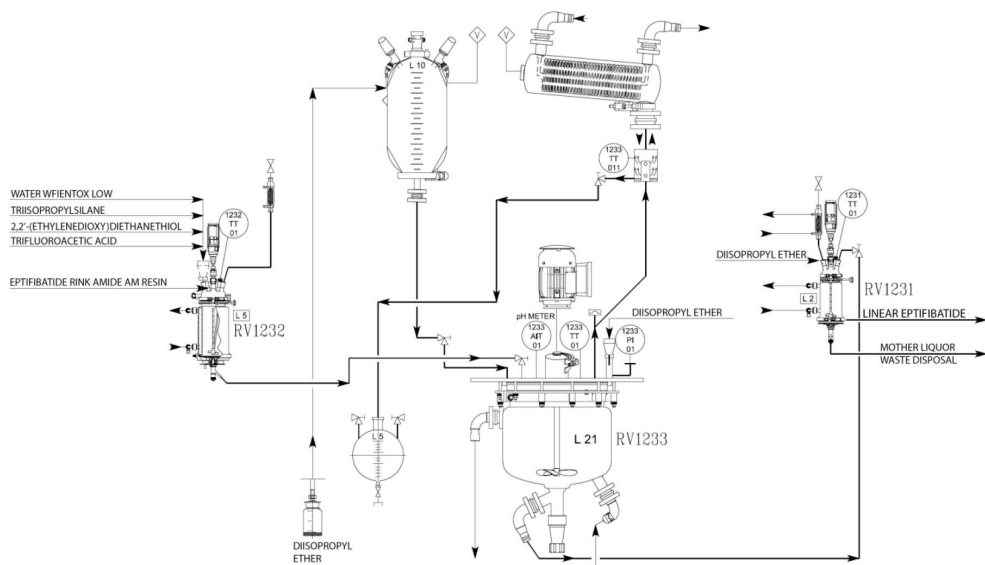 L 10
V
V
1233
TT
011
WATER WFIENTOX LOW
TRIISOPROPYLSILANE
2,2'-(ETHYLENEDIOXY)DIETHANETHIOL
TRIFLUOROACETIC ACID
EPTIFIBATIDE RINK AMIDE AM RESIN
1232
TT
01
L 5
RV1232
1231
TT
01
DIISOPROPYL ETHER
L 2
RV1231
LINEAR EPTIFIBATIDE
MOTHER LIQUOR
WASTE DISPOSAL
pH METER
1233
AIT
01
1233
TT
01
DIISOPROPYL ETHER
1233
PI
01
L 5
L 21
RV1233
DIISOPROPYL
ETHER